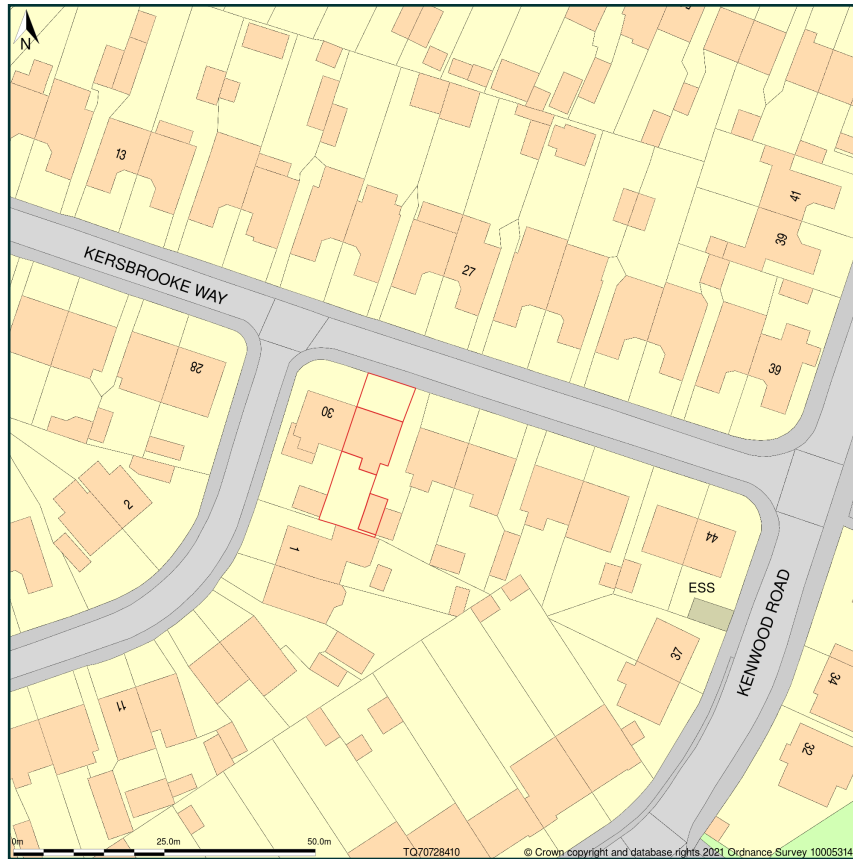 N
13
41
39
27
KERSBROOKE WAY
39
28
30
2
44
1
ESS
37
KENWOOD ROAD
34
11
32
0m 25.0m 50.0m
TQ70728410 © Crown copyright and database rights 2021 Ordnance Survey 10005314